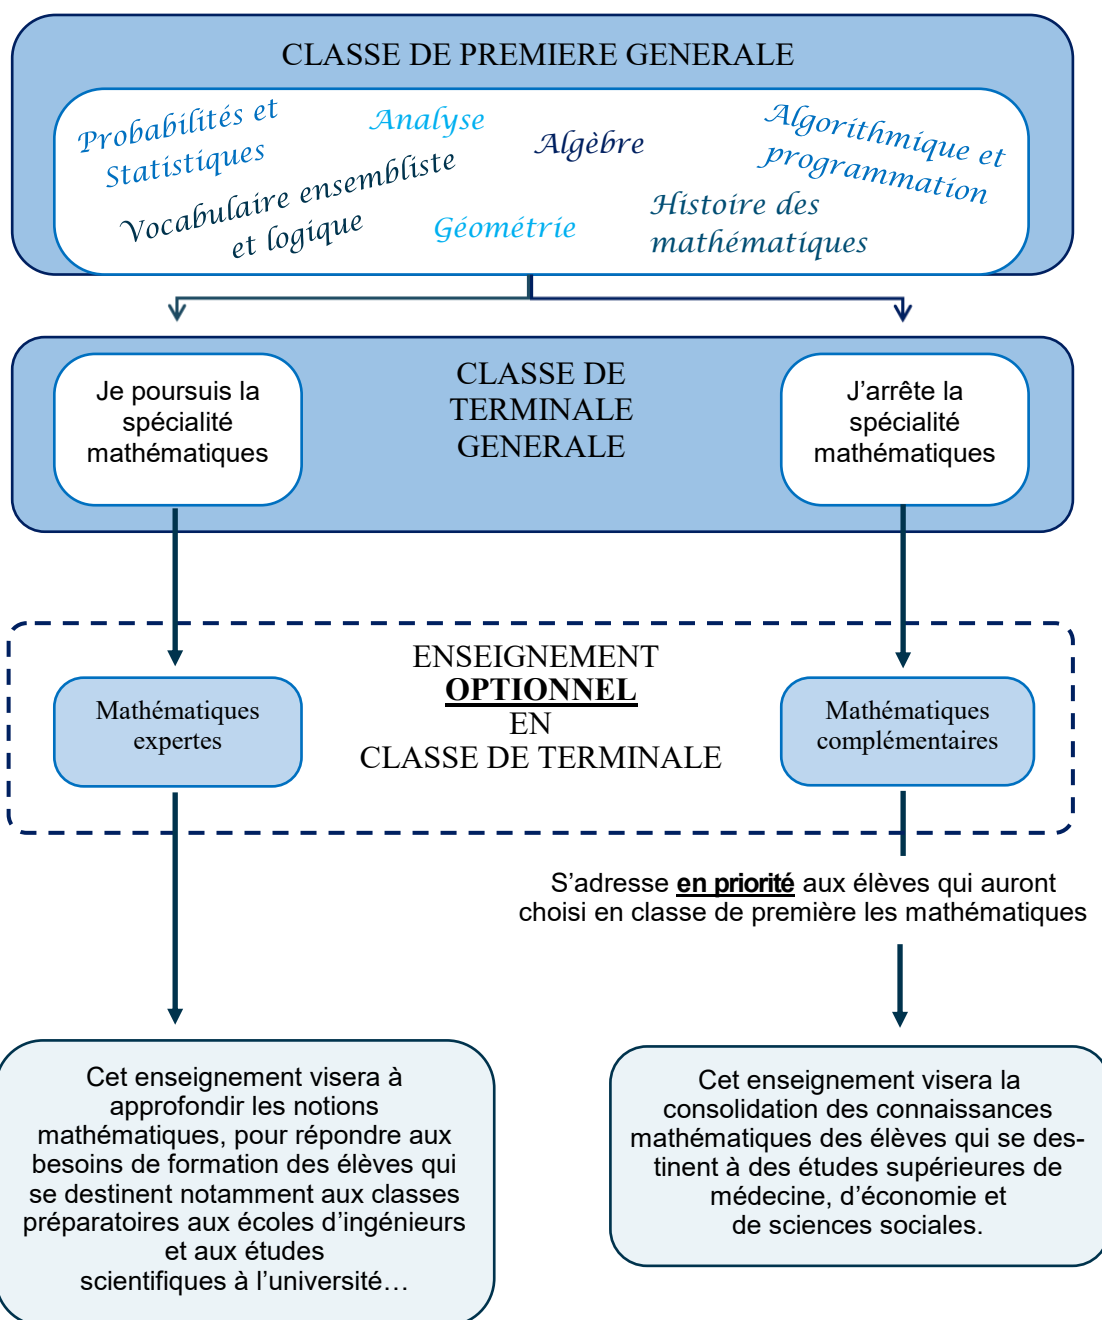 CLASSE DE PREMIERE GENERALE
Probabilités et
Statistiques
Analyse
Algèbre
Algorithmique et
programmation
Vocabulaire ensembliste
et logique
Géométrie
Histoire des
mathématiques
Je poursuis la
spécialité
mathématiques
CLASSE DE
TERMINALE
GENERALE
J’arrête la
spécialité
mathématiques
ENSEIGNEMENT
OPTIONNEL
EN
CLASSE DE TERMINALE
Mathématiques
expertes
Mathématiques
complémentaires
S’adresse en priorité aux élèves qui auront
choisi en classe de première les mathématiques
Cet enseignement visera à
approfondir les notions
mathématiques, pour répondre aux
besoins de formation des élèves qui
se destinent notamment aux classes
préparatoires aux écoles d’ingénieurs
et aux études
scientifiques à l’université…
Cet enseignement visera la
consolidation des connaissances
mathématiques des élèves qui se des-
tinent à des études supérieures de
médecine, d’économie et
de sciences sociales.